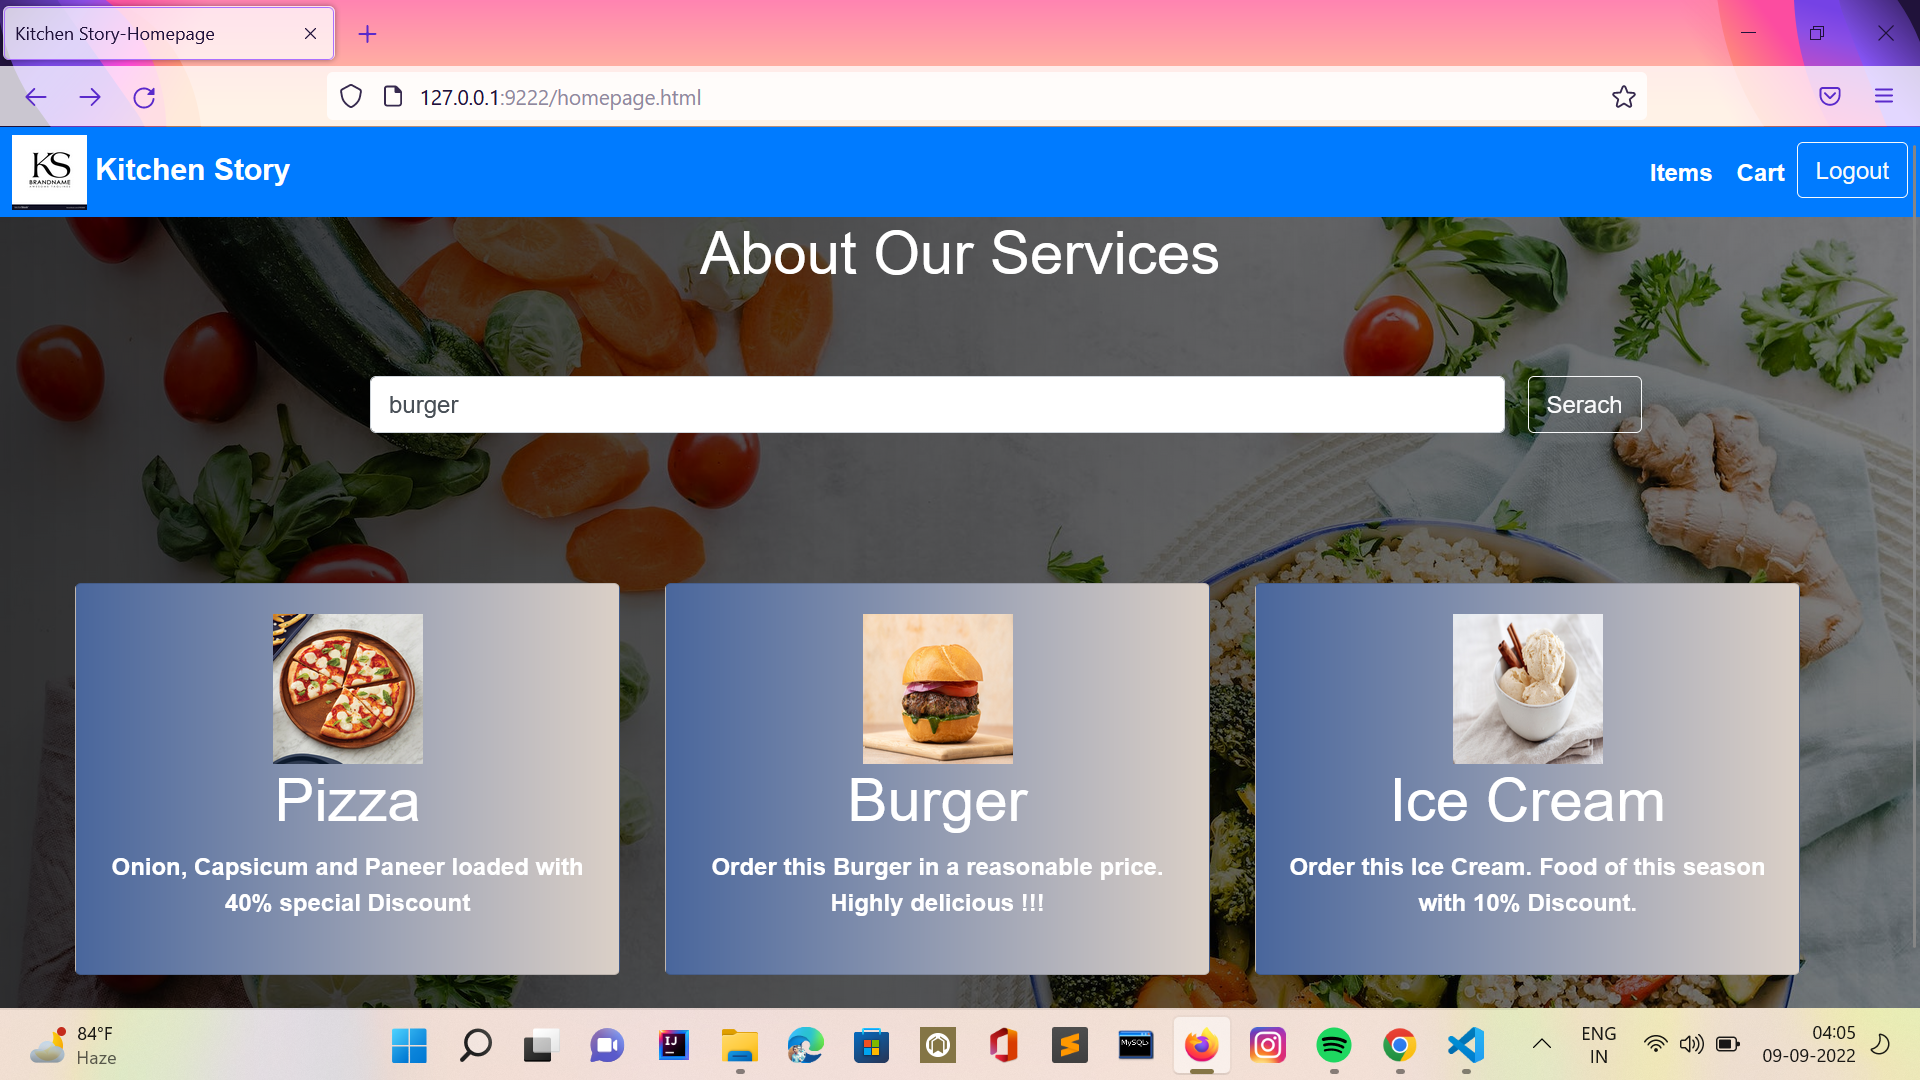 Kitchen Story-Homepage
127.0.0.1:9222/homepage.html
KS
BRANDNAME
Kitchen Story
Items Cart Logout
About Our Services
burger
Serach
Pizza
Onion, Capsicum and Paneer loaded with
40% special Discount
Burger
Order this Burger in a reasonable price.
Highly delicious !!!
Ice Cream
Order this Ice Cream. Food of this season
with 10% Discount.
84°F
Haze
IJ
MySQL>
ENG
IN
04:05
09-09-2022